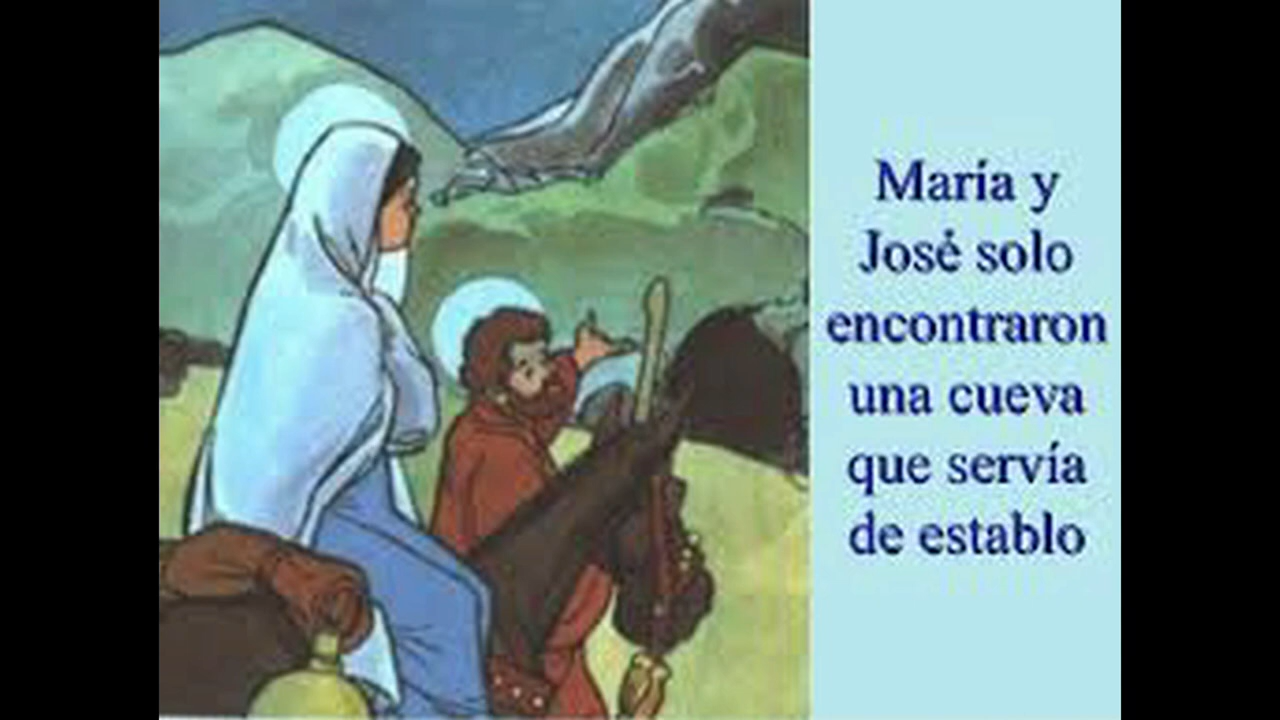 María y
José solo
encontraron
una cueva
que servía
de establo